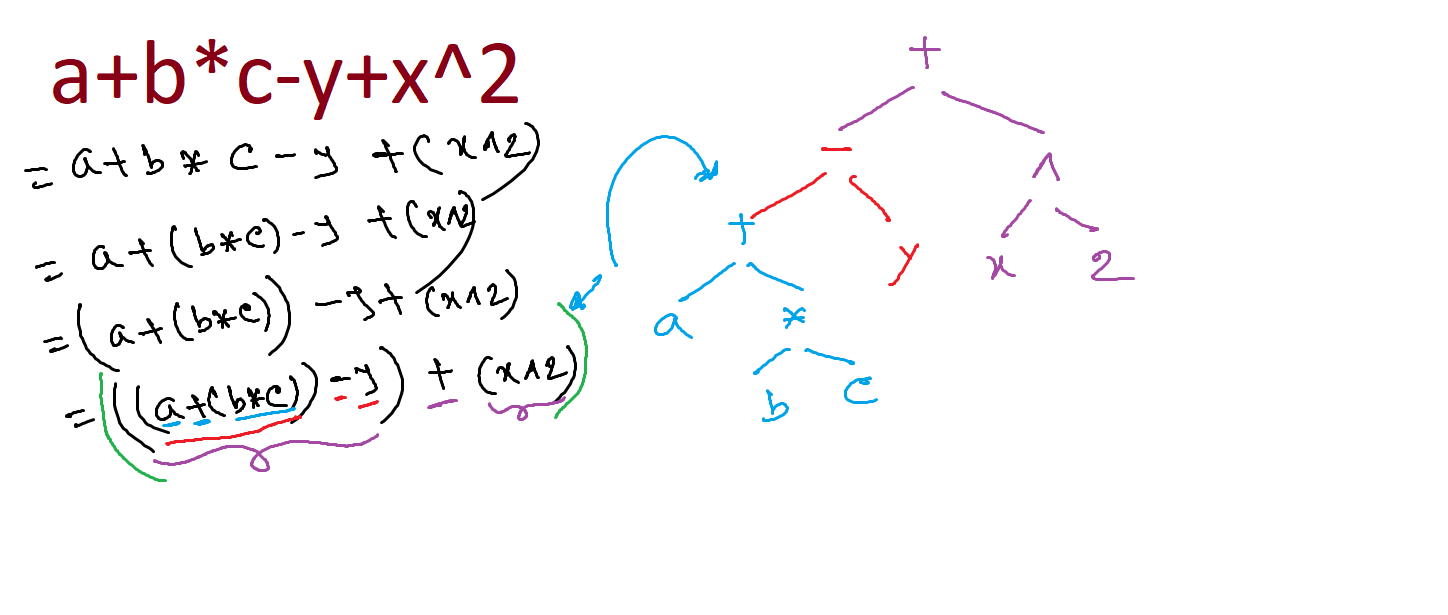 a+b*c-y+x^2
= a+b*c-y+(x^2)
= a+(b*c)-y+(x^2)
=(a+(b*c))-y+(x^2)
=(((a+(b*c))-y)+(x^2))
+
- ^
+ y x 2
a *
b c